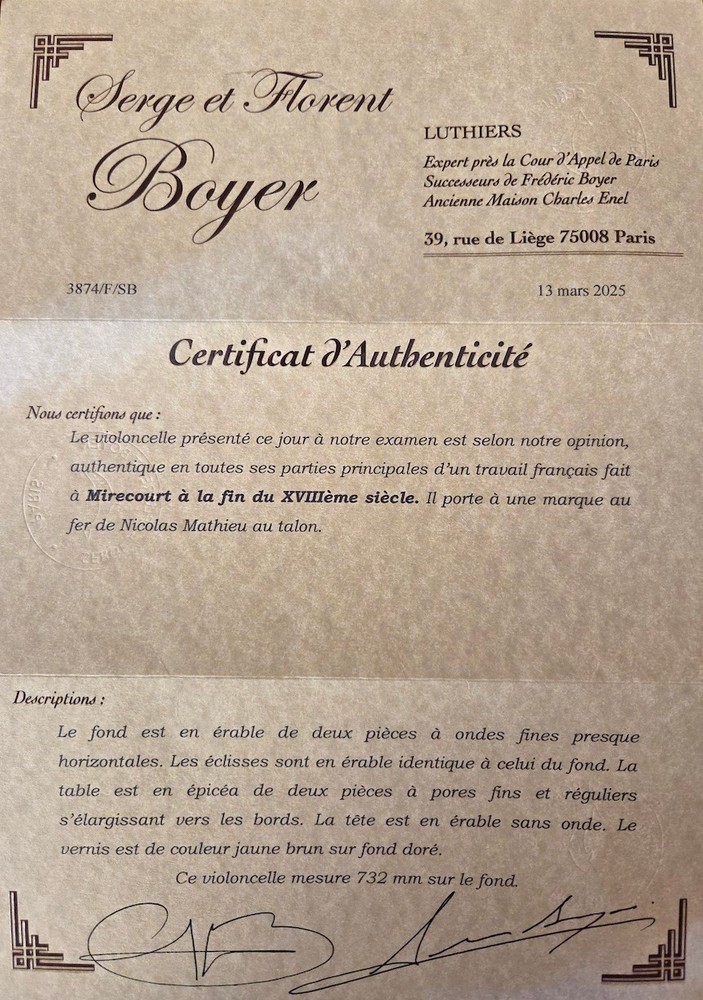 Serge et Florent
Boyer
LUTHIERS
Expert près la Cour d'Appel de Paris
Successeurs de Frédéric Boyer
Ancienne Maison Charles Enel
39, rue de Liège 75008 Paris
3874/F/SB
13 mars 2025
Certificat d'Authenticité
Nous certifions que :
Le violoncelle présenté ce jour à notre examen est selon notre opinion,
authentique en toutes ses parties principales d'un travail français fait
à Mirecourt à la fin du XVIIIème siècle. Il porte à une marque au
fer de Nicolas Mathieu au talon.
Descriptions :
Le fond est en érable de deux pièces à ondes fines presque
horizontales. Les éclisses sont en érable identique à celui du fond. La
table est en épicéa de deux pièces à pores fins et réguliers
s'élargissant vers les bords. La tête est en érable sans onde. Le
vernis est de couleur jaune brun sur fond doré.
Ce violoncelle mesure 732 mm sur le fond.